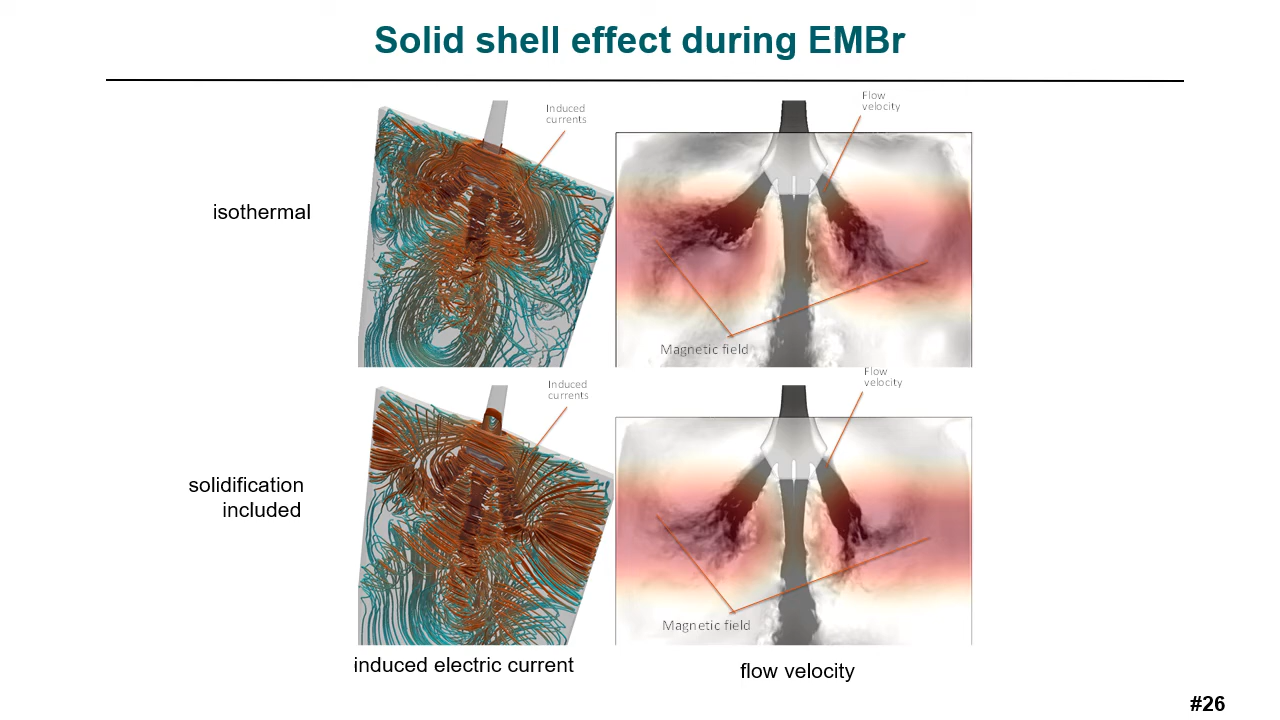 Solid shell effect during EMBr
Induced
currents
Flow
velocity
isothermal
Magnetic field
Induced
currents
Flow
velocity
solidification
included
Magnetic field
induced electric current
flow velocity
#26